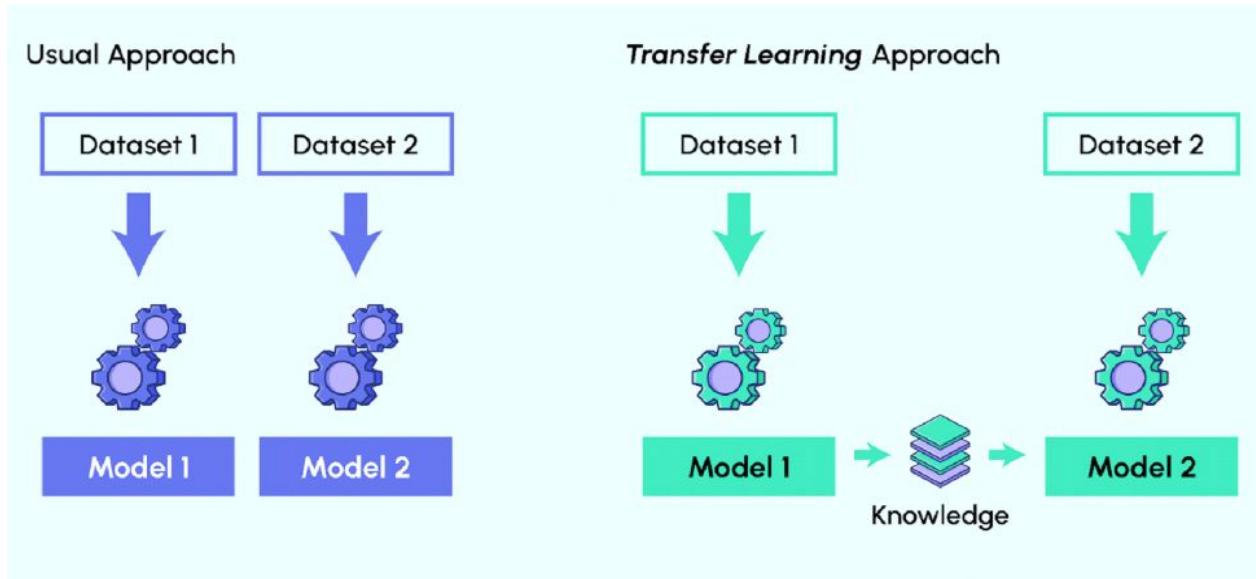 Usual Approach
Transfer Learning Approach
Dataset 1
Dataset 2
Dataset 1
Dataset 2
Model 1
Model 2
Model 1
Model 2
Knowledge